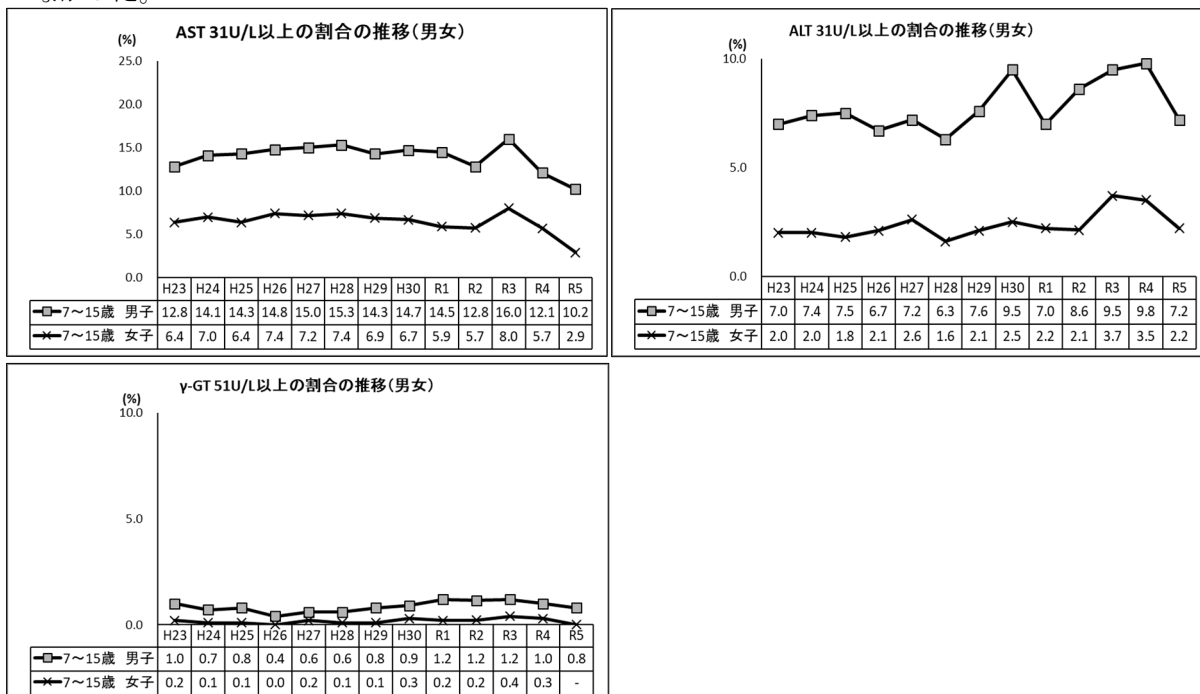 AST 31U/L以上の割合の推移(男女)
(%)
25.0
20.0
15.0
10.0
5.0
0.0
H23 H24 H25 H26 H27 H28 H29 H30 R1 R2 R3 R4 R5
7～15歳 男子 12.8 14.1 14.3 14.8 15.0 15.3 14.3 14.7 14.5 12.8 16.0 12.1 10.2
7～15歳 女子 6.4 7.0 6.4 7.4 7.2 7.4 6.9 6.7 5.9 5.7 8.0 5.7 2.9
ALT 31U/L以上の割合の推移(男女)
(%)
10.0
5.0
0.0
H23 H24 H25 H26 H27 H28 H29 H30 R1 R2 R3 R4 R5
7～15歳 男子 7.0 7.4 7.5 6.7 7.2 6.3 7.6 9.5 7.0 8.6 9.5 9.8 7.2
7～15歳 女子 2.0 2.0 1.8 2.1 2.6 1.6 2.1 2.5 2.2 2.1 3.7 3.5 2.2
γ-GT 51U/L以上の割合の推移(男女)
(%)
10.0
5.0
0.0
H23 H24 H25 H26 H27 H28 H29 H30 R1 R2 R3 R4 R5
7～15歳 男子 1.0 0.7 0.8 0.4 0.6 0.6 0.8 0.9 1.2 1.2 1.2 1.0 0.8
7～15歳 女子 0.2 0.1 0.1 0.0 0.2 0.1 0.1 0.3 0.2 0.2 0.4 0.3 -